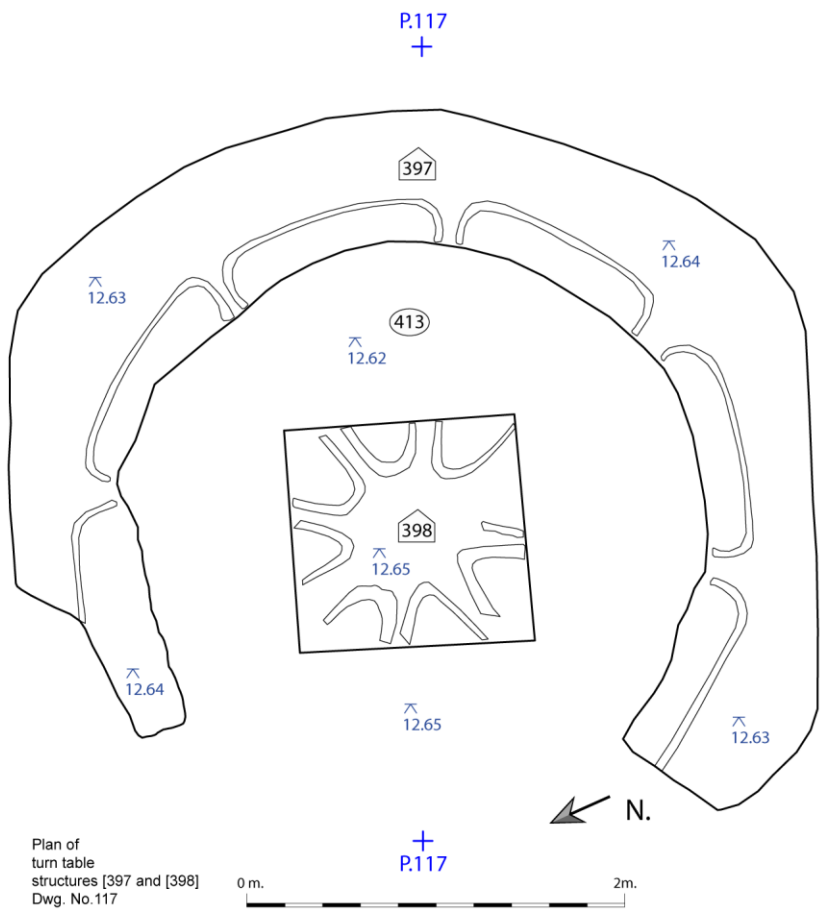 P.117
397
12.64
12.63
413
12.62
398
12.65
12.64
12.65
12.63
N.
P.117
Plan of
turn table
structures [397 and [398]
Dwg. No.117
0 m.
2m.